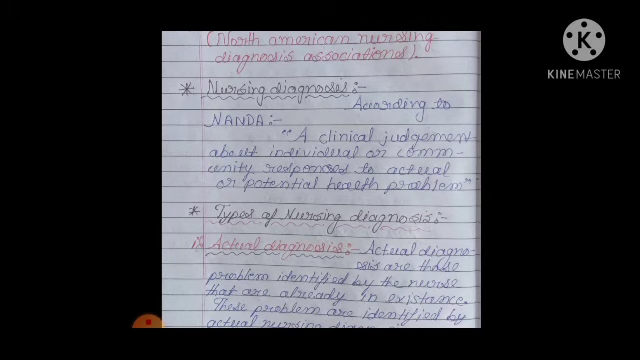 (North american nursing
diagnosis associations).
* Nursing diagnosis:-
According to
NANDA:-
"A clinical judgement
about individual or comm-
unity responses to actual
or potential health problem"
* Types of Nursing diagnosis:-
i) Actual diagnosis:- Actual diagno-
sis are those
problem identified by the nurse
that are already in existance.
These problem are identified by
actual nursing
KINEMASTER